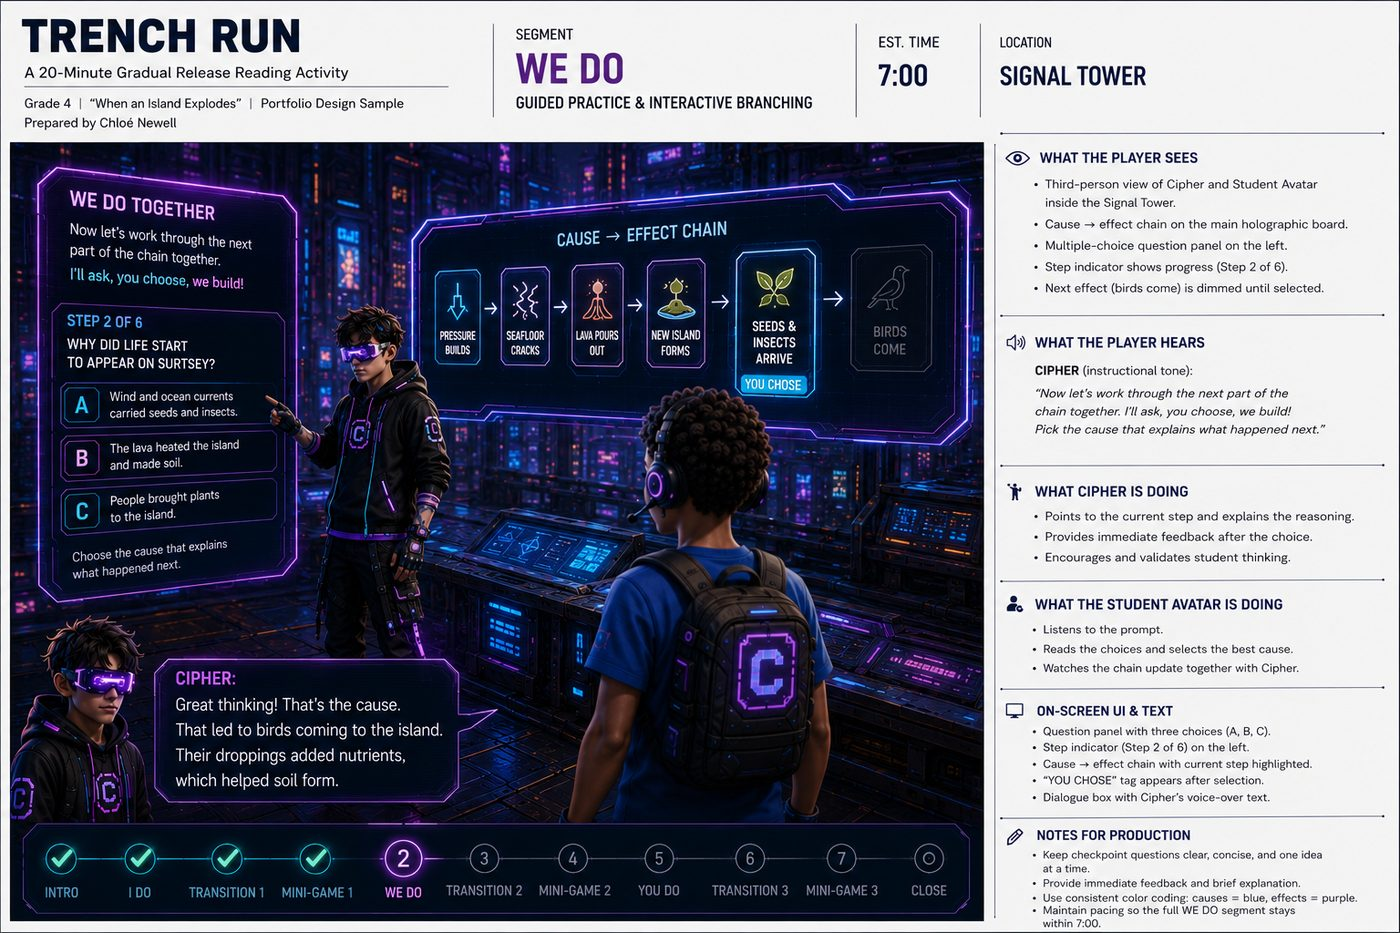 TRENCH RUN
A 20-Minute Gradual Release Reading Activity
Grade 4 | “When an Island Explodes” | Portfolio Design Sample
Prepared by Chloé Newell
SEGMENT
WE DO
GUIDED PRACTICE & INTERACTIVE BRANCHING
EST. TIME
7:00
LOCATION
SIGNAL TOWER
WE DO TOGETHER
Now let's work through the next
part of the chain together.
I'll ask, you choose, we build!
STEP 2 OF 6
WHY DID LIFE START
TO APPEAR ON SURTSEY?
A
Wind and ocean currents
carried seeds and insects.
B
The lava heated the island
and made soil.
C
People brought plants
to the island.
Choose the cause that explains
what happened next.
CAUSE → EFFECT CHAIN
PRESSURE
BUILDS
→
SEAFLOOR
CRACKS
→
LAVA POURS
OUT
→
NEW ISLAND
FORMS
→
SEEDS &
INSECTS
ARRIVE
YOU CHOSE
→
BIRDS
COME
C
C
C
C
CIPHER:
Great thinking! That's the cause.
That led to birds coming to the island.
Their droppings added nutrients,
which helped soil form.
INTRO
I DO
TRANSITION 1
MINI-GAME 1
2
WE DO
3
TRANSITION 2
4
MINI-GAME 2
5
YOU DO
6
TRANSITION 3
7
MINI-GAME 3
CLOSE
WHAT THE PLAYER SEES
• Third-person view of Cipher and Student Avatar
inside the Signal Tower.
• Cause → effect chain on the main holographic board.
• Multiple-choice question panel on the left.
• Step indicator shows progress (Step 2 of 6).
• Next effect (birds come) is dimmed until selected.
WHAT THE PLAYER HEARS
CIPHER (instructional tone):
“Now let's work through the next part of the
chain together. I'll ask, you choose, we build!
Pick the cause that explains what happened next.”
WHAT CIPHER IS DOING
• Points to the current step and explains the reasoning.
• Provides immediate feedback after the choice.
• Encourages and validates student thinking.
WHAT THE STUDENT AVATAR IS DOING
• Listens to the prompt.
• Reads the choices and selects the best cause.
• Watches the chain update together with Cipher.
ON-SCREEN UI & TEXT
• Question panel with three choices (A, B, C).
• Step indicator (Step 2 of 6) on the left.
• Cause → effect chain with current step highlighted.
• “YOU CHOSE” tag appears after selection.
• Dialogue box with Cipher's voice-over text.
NOTES FOR PRODUCTION
• Keep checkpoint questions clear, concise, and one idea
at a time.
• Provide immediate feedback and brief explanation.
• Use consistent color coding: causes = blue, effects = purple.
• Maintain pacing so the full WE DO segment stays
within 7:00.